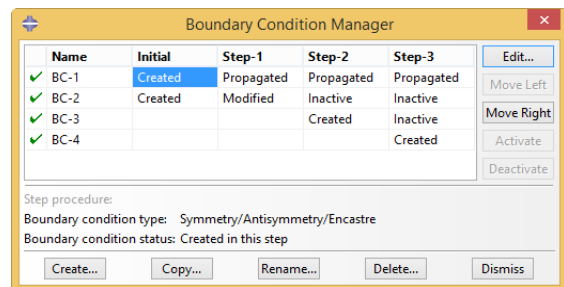 Boundary Condition Manager
Name Initial Step-1 Step-2 Step-3
BC-1 Created Propagated Propagated Propagated
BC-2 Created Modified Inactive Inactive
BC-3 Created Inactive
BC-4 Created
Edit...
Move Left
Move Right
Activate
Deactivate
Step procedure:
Boundary condition type: Symmetry/Antisymmetry/Encastre
Boundary condition status: Created in this step
Create... Copy... Rename... Delete... Dismiss